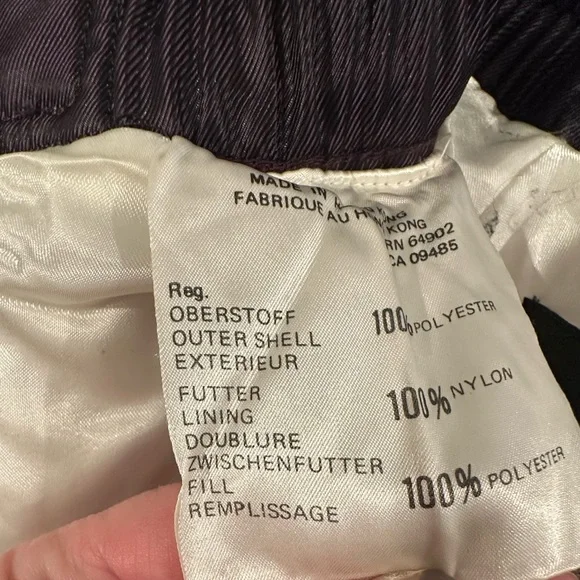 MADE IN
FABRIQUE AU H KONG
RN 64902
CA 09485
Reg.
OBERSTOFF
OUTER SHELL 100% POLYESTER
EXTERIEUR
FUTTER
LINING 100% NYLON
DOUBLURE
ZWISCHENFUTTER
FILL 100% POLYESTER
REMPLISSAGE